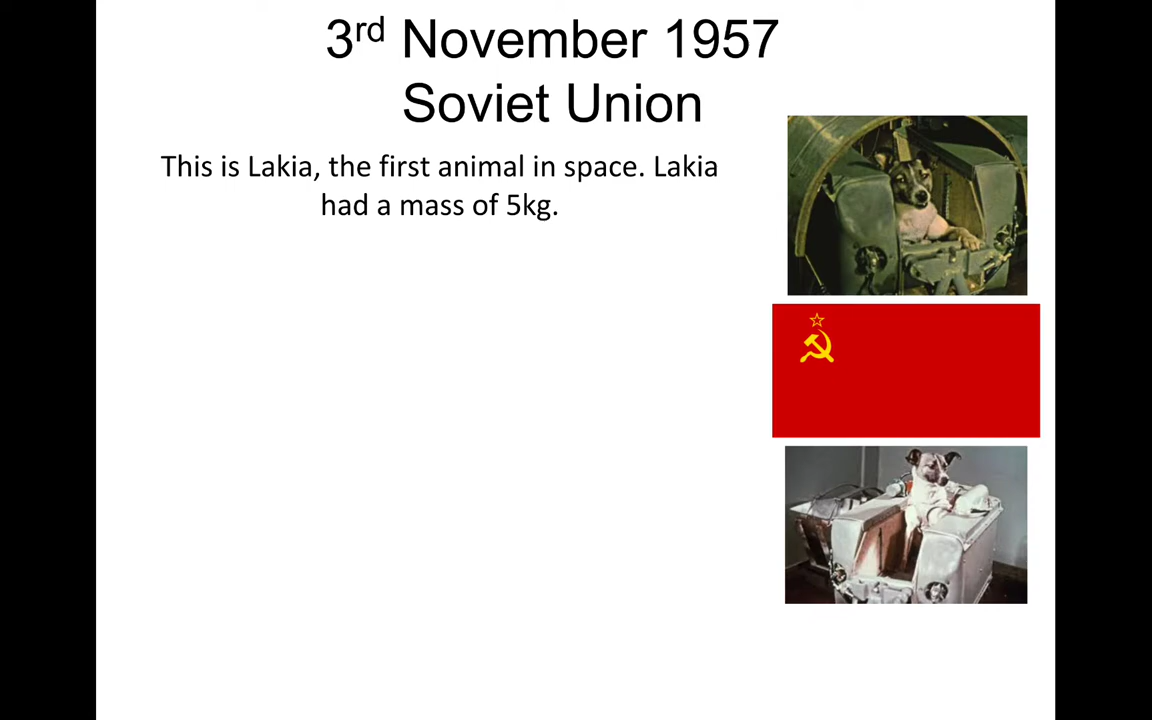 3rd November 1957
Soviet Union
This is Lakia, the first animal in space. Lakia
had a mass of 5kg.